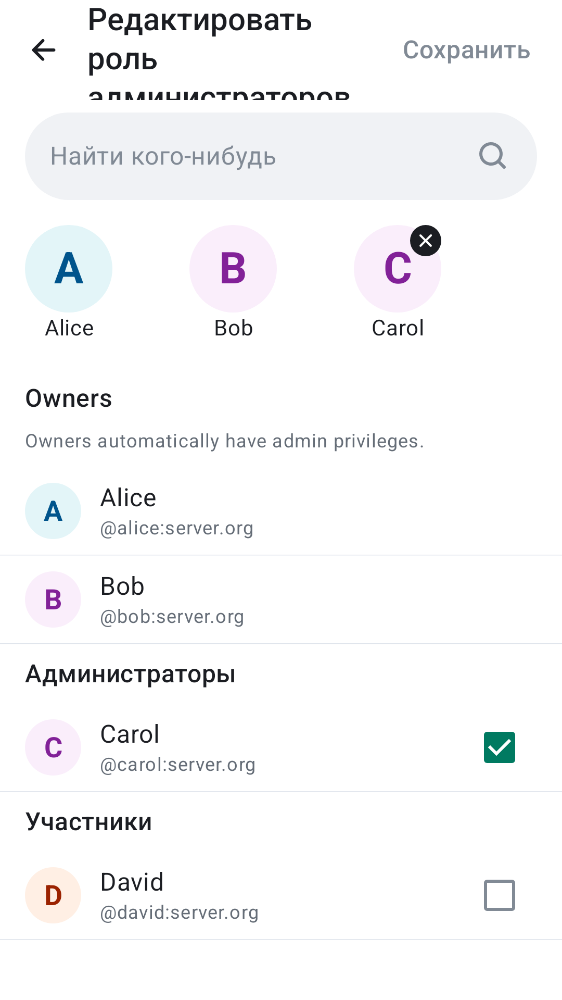 Редактировать
роль
администраторов
Сохранить
Найти кого-нибудь
A
B
C
Alice
Bob
Carol
Owners
Owners automatically have admin privileges.
A
Alice
@alice:server.org
B
Bob
@bob:server.org
Администраторы
C
Carol
@carol:server.org
Участники
D
David
@david:server.org